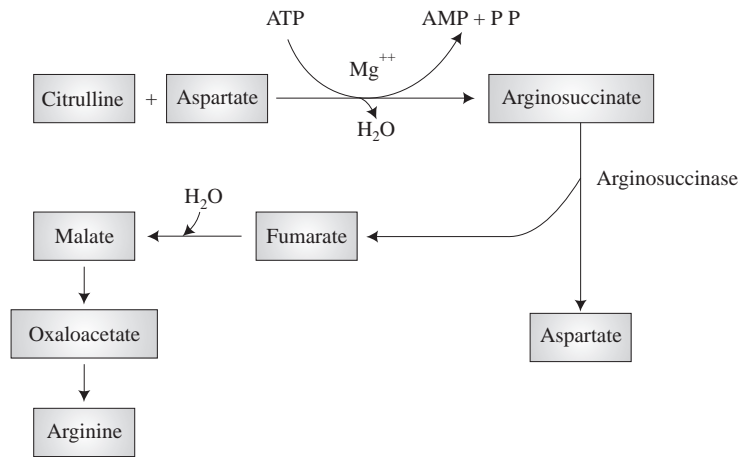 ATP
AMP + P P
Mg++
Citrulline + Aspartate
Arginosuccinate
H2O
Arginosuccinase
H2O
Malate
Fumarate
Oxaloacetate
Aspartate
Arginine